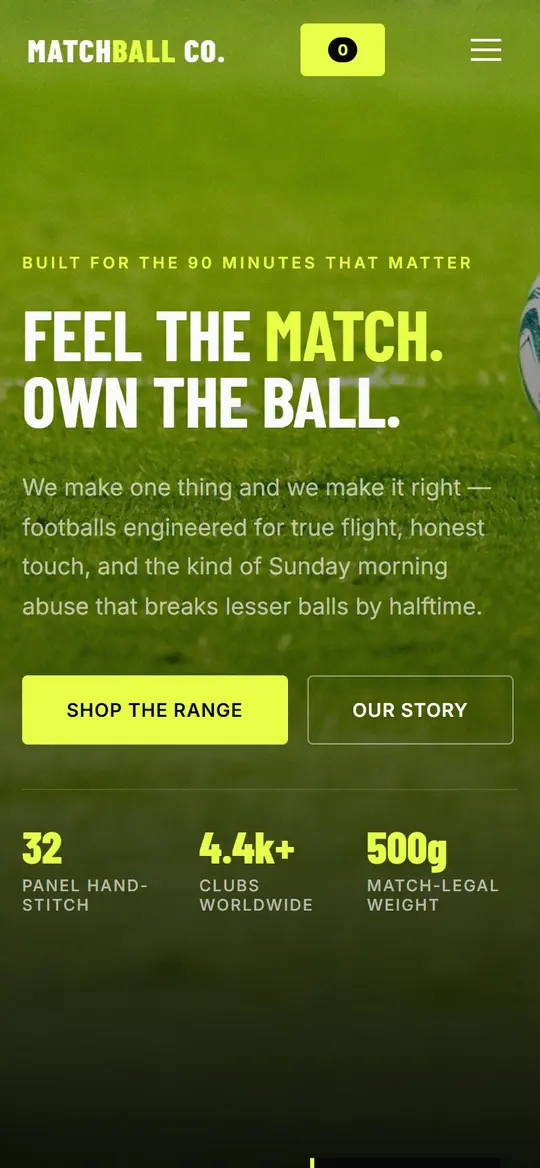 MATCHBALL CO.
0
BUILT FOR THE 90 MINUTES THAT MATTER
FEEL THE MATCH.
OWN THE BALL.
We make one thing and we make it right —
footballs engineered for true flight, honest
touch, and the kind of Sunday morning
abuse that breaks lesser balls by halftime.
SHOP THE RANGE
OUR STORY
32
PANEL HAND-
STITCH
4.4k+
CLUBS
WORLDWIDE
500g
MATCH-LEGAL
WEIGHT